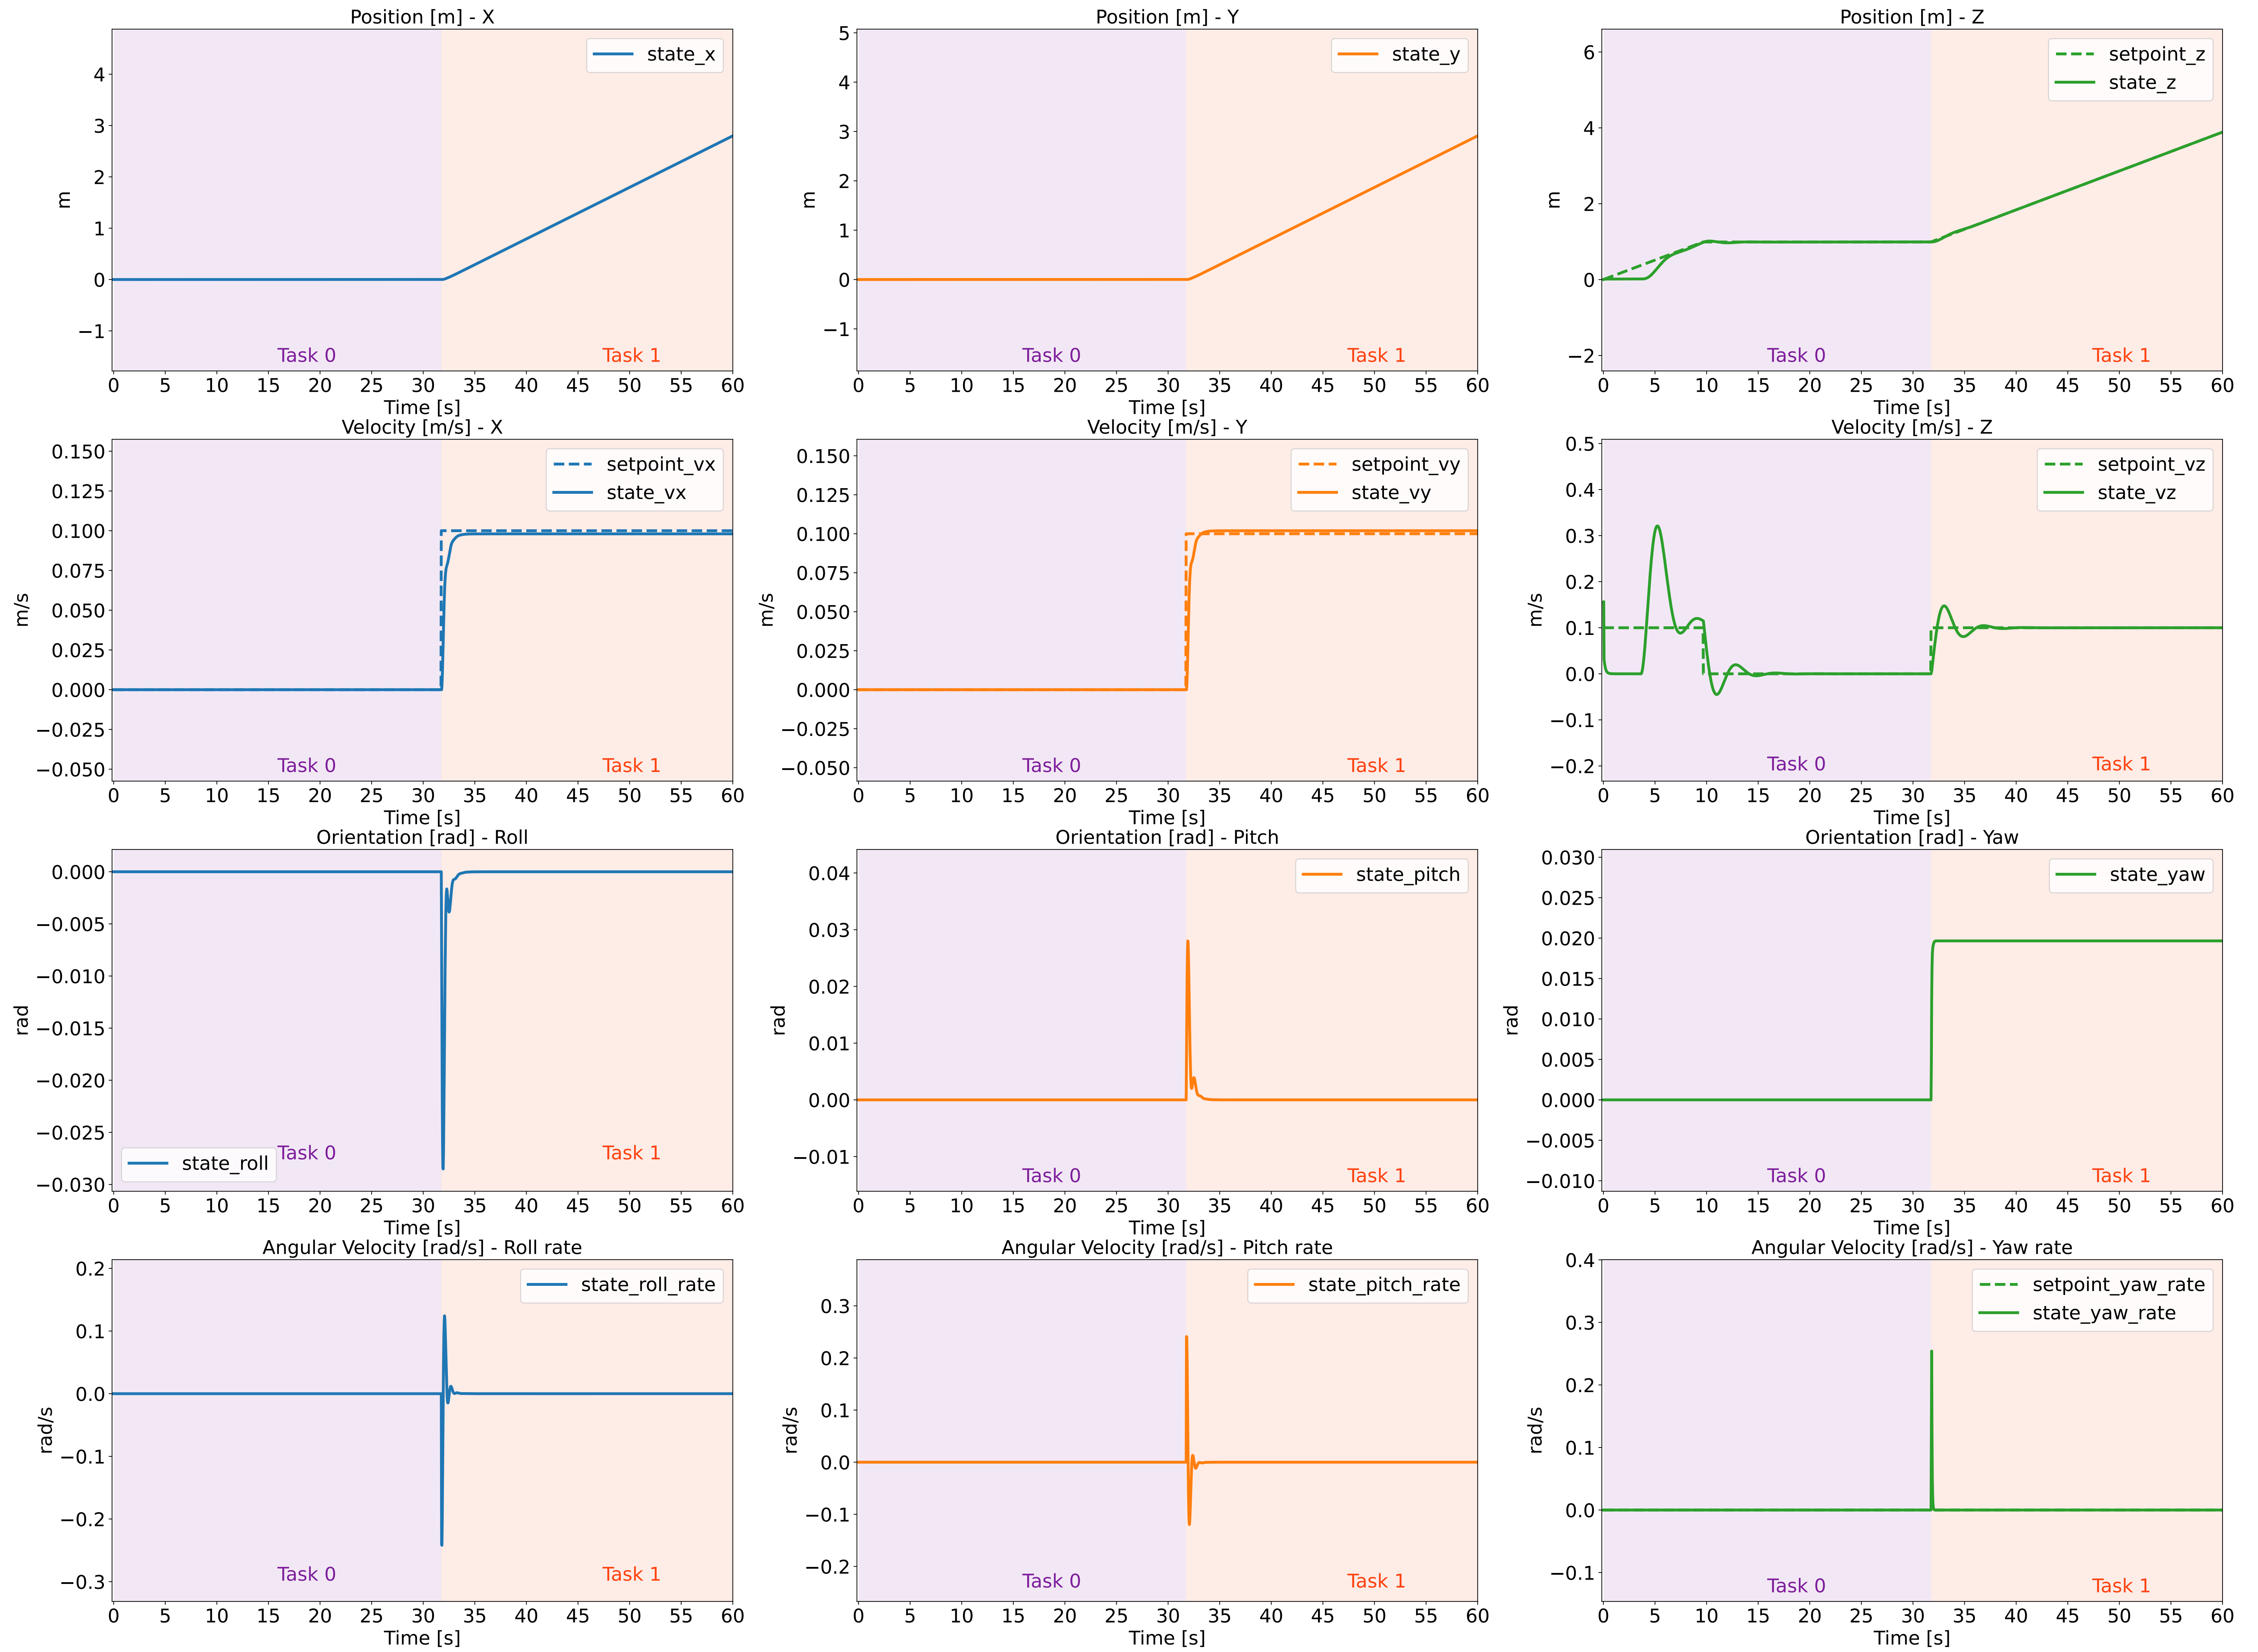 Position [m] - X
state_x
4
3
2
1
0
−1
m
Task 0
Task 1
0 5 10 15 20 25 30 35 40 45 50 55 60
Time [s]
Position [m] - Y
state_y
5
4
3
2
1
0
−1
m
Task 0
Task 1
0 5 10 15 20 25 30 35 40 45 50 55 60
Time [s]
Position [m] - Z
setpoint_z
state_z
6
4
2
0
−2
m
Task 0
Task 1
0 5 10 15 20 25 30 35 40 45 50 55 60
Time [s]
Velocity [m/s] - X
setpoint_vx
state_vx
0.150
0.125
0.100
0.075
0.050
0.025
0.000
−0.025
−0.050
m/s
Task 0
Task 1
0 5 10 15 20 25 30 35 40 45 50 55 60
Time [s]
Velocity [m/s] - Y
setpoint_vy
state_vy
0.150
0.125
0.100
0.075
0.050
0.025
0.000
−0.025
−0.050
m/s
Task 0
Task 1
0 5 10 15 20 25 30 35 40 45 50 55 60
Time [s]
Velocity [m/s] - Z
setpoint_vz
state_vz
0.5
0.4
0.3
0.2
0.1
0.0
−0.1
−0.2
m/s
Task 0
Task 1
0 5 10 15 20 25 30 35 40 45 50 55 60
Time [s]
Orientation [rad] - Roll
0.000
−0.005
−0.010
−0.015
−0.020
−0.025
−0.030
rad
state_roll
Task 0
Task 1
0 5 10 15 20 25 30 35 40 45 50 55 60
Time [s]
Orientation [rad] - Pitch
state_pitch
0.04
0.03
0.02
0.01
0.00
−0.01
rad
Task 0
Task 1
0 5 10 15 20 25 30 35 40 45 50 55 60
Time [s]
Orientation [rad] - Yaw
state_yaw
0.030
0.025
0.020
0.015
0.010
0.005
0.000
−0.005
−0.010
rad
Task 0
Task 1
0 5 10 15 20 25 30 35 40 45 50 55 60
Time [s]
Angular Velocity [rad/s] - Roll rate
state_roll_rate
0.2
0.1
0.0
−0.1
−0.2
−0.3
rad/s
Task 0
Task 1
0 5 10 15 20 25 30 35 40 45 50 55 60
Time [s]
Angular Velocity [rad/s] - Pitch rate
state_pitch_rate
0.3
0.2
0.1
0.0
−0.1
−0.2
rad/s
Task 0
Task 1
0 5 10 15 20 25 30 35 40 45 50 55 60
Time [s]
Angular Velocity [rad/s] - Yaw rate
setpoint_yaw_rate
state_yaw_rate
0.4
0.3
0.2
0.1
0.0
−0.1
rad/s
Task 0
Task 1
0 5 10 15 20 25 30 35 40 45 50 55 60
Time [s]